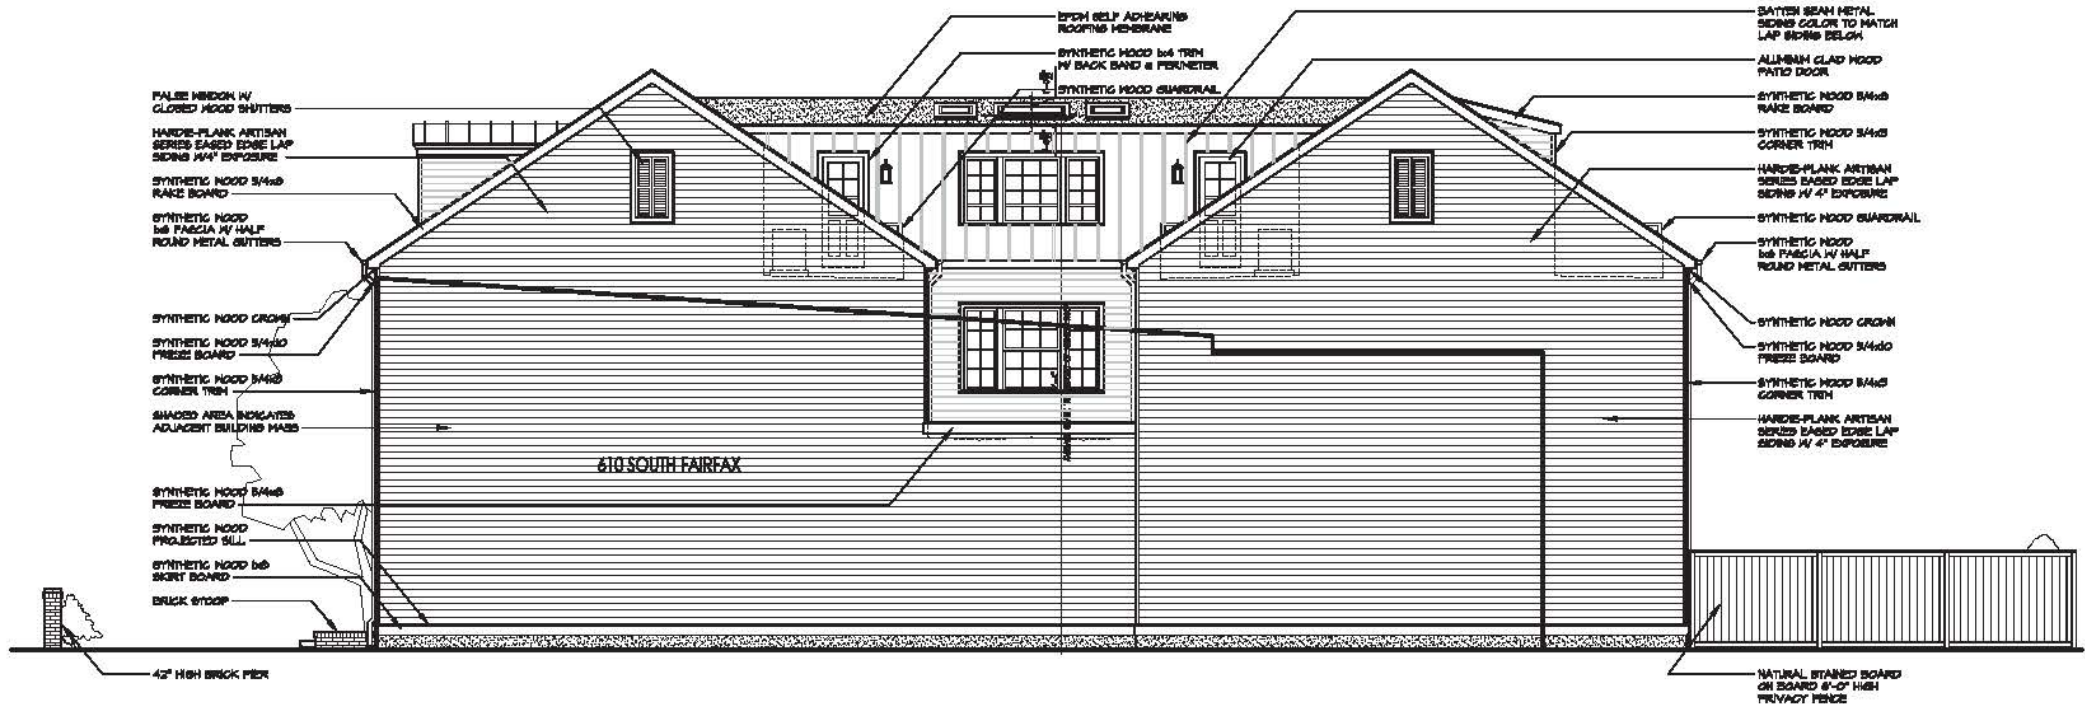 FALSE WINDOW W/
CLOSED WOOD SHUTTERS
HARDIE-PLANK ARTISAN
SERIES EASED EDGE LAP
SIDING W/4" EXPOSURE
SYNTHETIC WOOD 5/4x8
RAKE BOARD
SYNTHETIC WOOD
1x8 FASCIA W/ HALF
ROUND METAL GUTTERS
SYNTHETIC WOOD CROWN
SYNTHETIC WOOD 5/4x10
FRIEZE BOARD
SYNTHETIC WOOD 5/4x8
CORNER TRIM
SHADED AREA INDICATES
ADJACENT BUILDING MASS
SYNTHETIC WOOD 5/4x8
FRIEZE BOARD
SYNTHETIC WOOD
PROJECTED SILL
SYNTHETIC WOOD 1x8
SKIRT BOARD
BRICK STOOP
42" HIGH BRICK PIER
EPDM SELF ADHEARING
ROOFING MEMBRANE
SYNTHETIC WOOD 1x4 TRIM
W/ BACK BAND @ PERIMETER
SYNTHETIC WOOD GUARDRAIL
610 SOUTH FAIRFAX
BATTEN SEAM METAL
SIDING COLOR TO MATCH
LAP SIDING BELOW
ALUMINUM CLAD WOOD
PATIO DOOR
SYNTHETIC WOOD 5/4x8
RAKE BOARD
SYNTHETIC WOOD 5/4x8
CORNER TRIM
HARDIE-PLANK ARTISAN
SERIES EASED EDGE LAP
SIDING W/ 4" EXPOSURE
SYNTHETIC WOOD GUARDRAIL
SYNTHETIC WOOD
1x8 FASCIA W/ HALF
ROUND METAL GUTTERS
SYNTHETIC WOOD CROWN
SYNTHETIC WOOD 5/4x10
FRIEZE BOARD
SYNTHETIC WOOD 5/4x8
CORNER TRIM
HARDIE-PLANK ARTISAN
SERIES EASED EDGE LAP
SIDING W/ 4" EXPOSURE
NATURAL STAINED BOARD
ON BOARD 6'-0" HIGH
PRIVACY FENCE